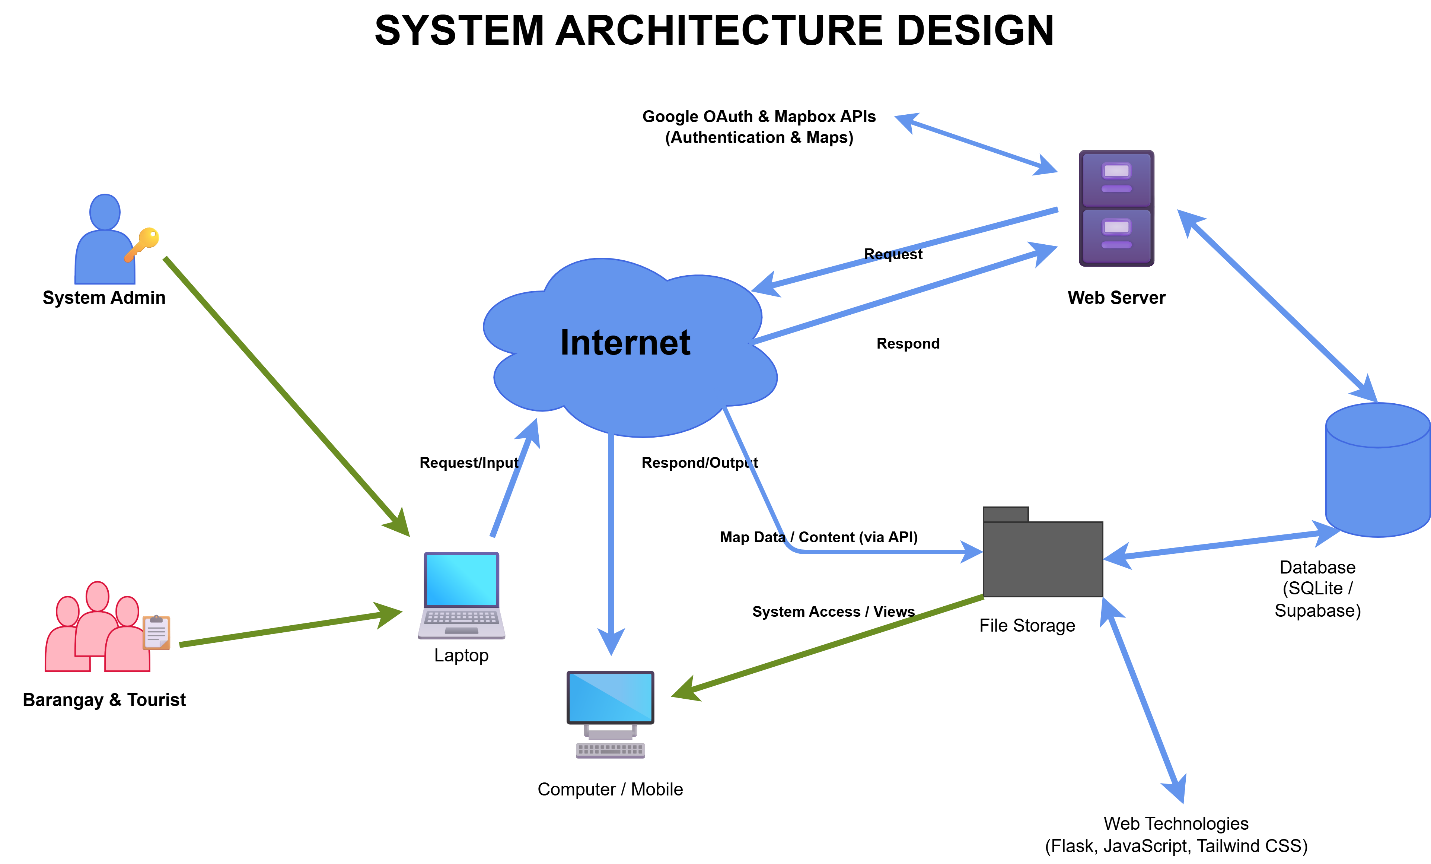 SYSTEM ARCHITECTURE DESIGN
Google OAuth & Mapbox APIs
(Authentication & Maps)
System Admin
Request
Web Server
Internet
Respond
Request/Input
Respond/Output
Map Data / Content (via API)
Database
(SQLite /
Supabase)
System Access / Views
File Storage
Laptop
Barangay & Tourist
Computer / Mobile
Web Technologies
(Flask, JavaScript, Tailwind CSS)